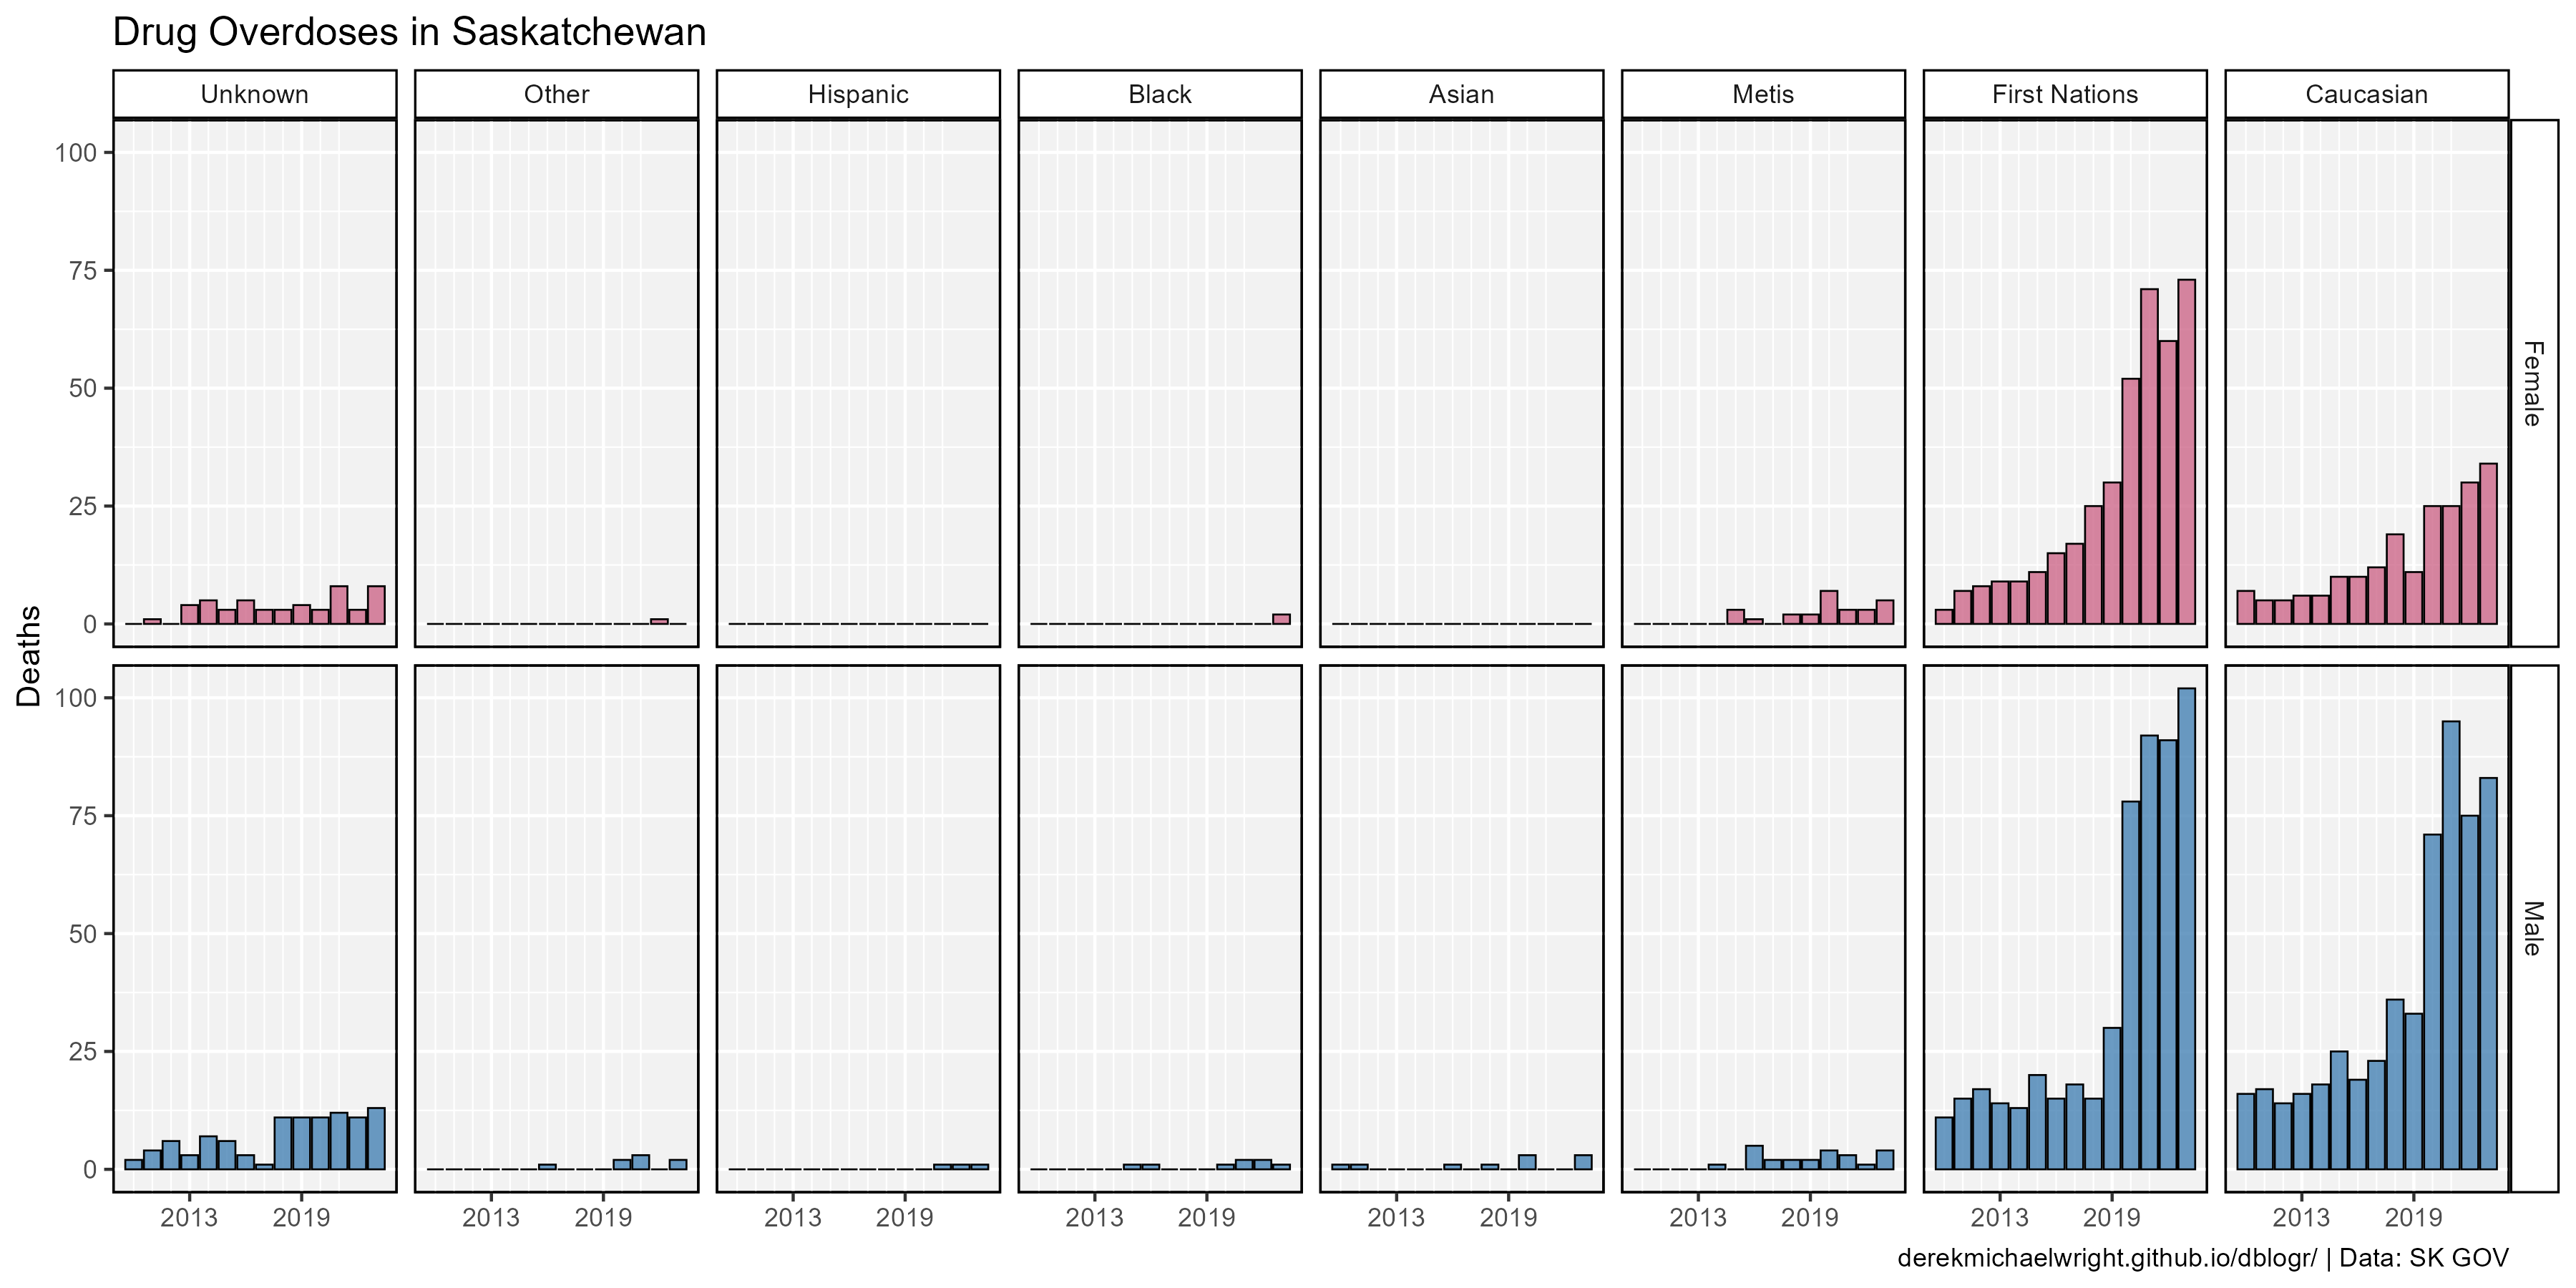 Drug Overdoses in Saskatchewan
Unknown Other Hispanic Black Asian Metis First Nations Caucasian
100
75
50
25
0
Female
Deaths
100
75
50
25
0
Male
2013 2019 2013 2019 2013 2019 2013 2019 2013 2019 2013 2019 2013 2019 2013 2019
derekmichaelwright.github.io/dblogr/ | Data: SK GOV